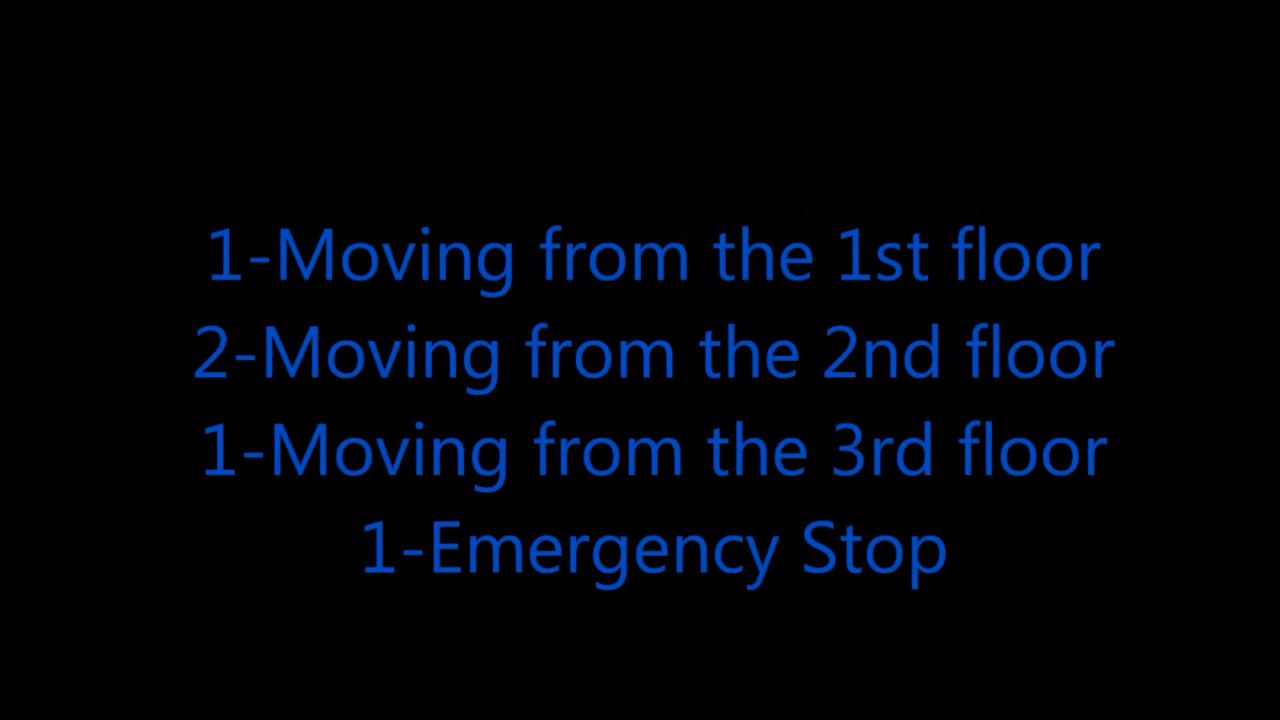 1-Moving from the 1st floor
2-Moving from the 2nd floor
1-Moving from the 3rd floor
1-Emergency Stop